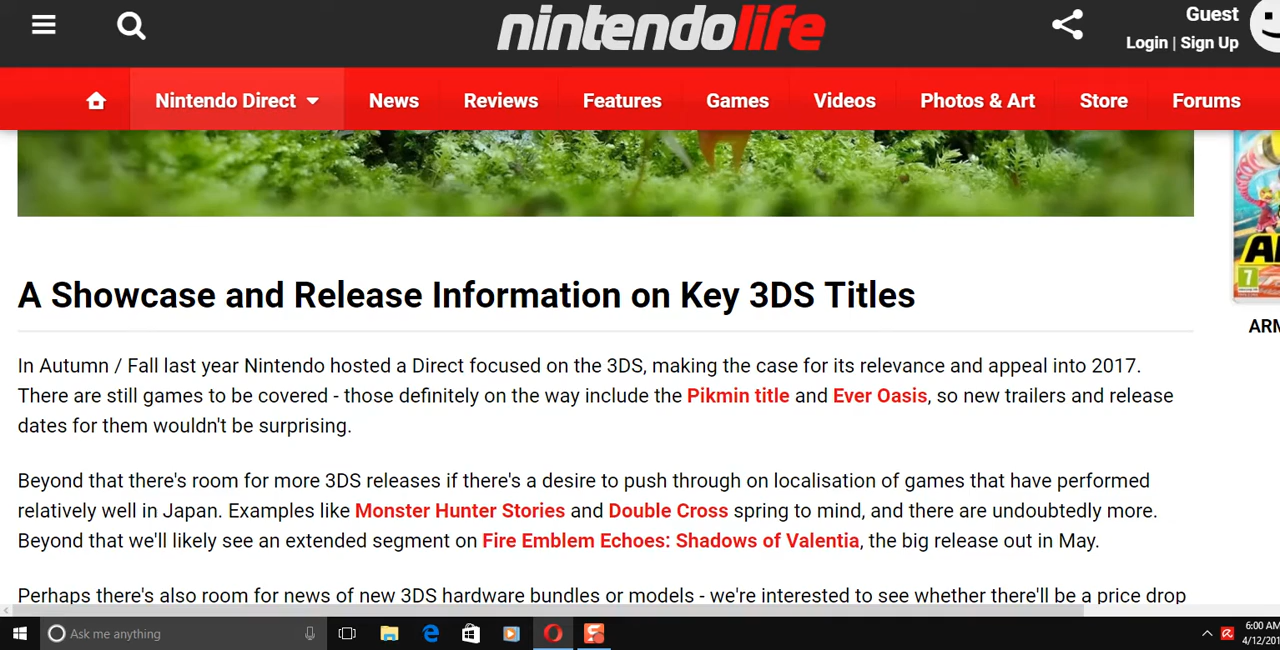 nintendolife
Guest
Login | Sign Up
Nintendo Direct News Reviews Features Games Videos Photos & Art Store Forums
7
A Showcase and Release Information on Key 3DS Titles
ARM
In Autumn / Fall last year Nintendo hosted a Direct focused on the 3DS, making the case for its relevance and appeal into 2017.
There are still games to be covered - those definitely on the way include the Pikmin title and Ever Oasis, so new trailers and release
dates for them wouldn't be surprising.
Beyond that there's room for more 3DS releases if there's a desire to push through on localisation of games that have performed
relatively well in Japan. Examples like Monster Hunter Stories and Double Cross spring to mind, and there are undoubtedly more.
Beyond that we'll likely see an extended segment on Fire Emblem Echoes: Shadows of Valentia, the big release out in May.
Perhaps there's also room for news of new 3DS hardware bundles or models - we're interested to see whether there'll be a price drop
Ask me anything
6:00 AM
4/12/201